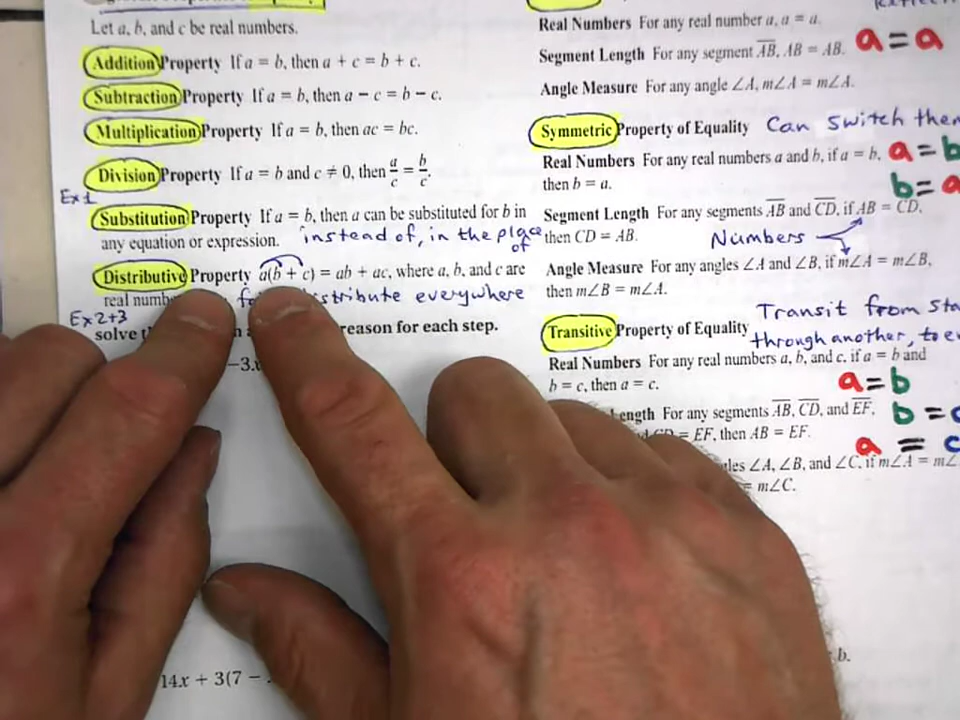 Let a, b, and c be real numbers.
Addition Property If a = b, then a + c = b + c.
Subtraction Property If a = b, then a − c = b − c.
Multiplication Property If a = b, then ac = bc.
Division Property If a = b and c ≠ 0, then a/c = b/c.
Ex 1
Substitution Property If a = b, then a can be substituted for b in
any equation or expression. instead of, in the place of
Distributive Property a(b + c) = ab + ac, where a, b, and c are
real everywhere
Ex 2+3
solve reason for each step.
−3x
14x + 3(7 −
Real Numbers For any real number a, a = a.
Segment Length For any segment AB, AB = AB. a = a
Angle Measure For any angle ∠A, m∠A = m∠A.
Symmetric Property of Equality Can switch them
Real Numbers For any real numbers a and b, if a = b, a = b
then b = a. b = a
Segment Length For any segments AB and CD, if AB = CD,
then CD = AB. Numbers
Angle Measure For any angles ∠A and ∠B, if m∠A = m∠B,
then m∠B = m∠A.
Transit from
Transitive Property of Equality through another, to
Real Numbers For any real numbers a, b, and c, if a = b and
b = c, then a = c. a = b
Length For any segments AB, CD, and EF, b = c
= EF, then AB = EF.
a = c
∠A, ∠B, and ∠C, if m∠A = m∠
= m∠C.
b.